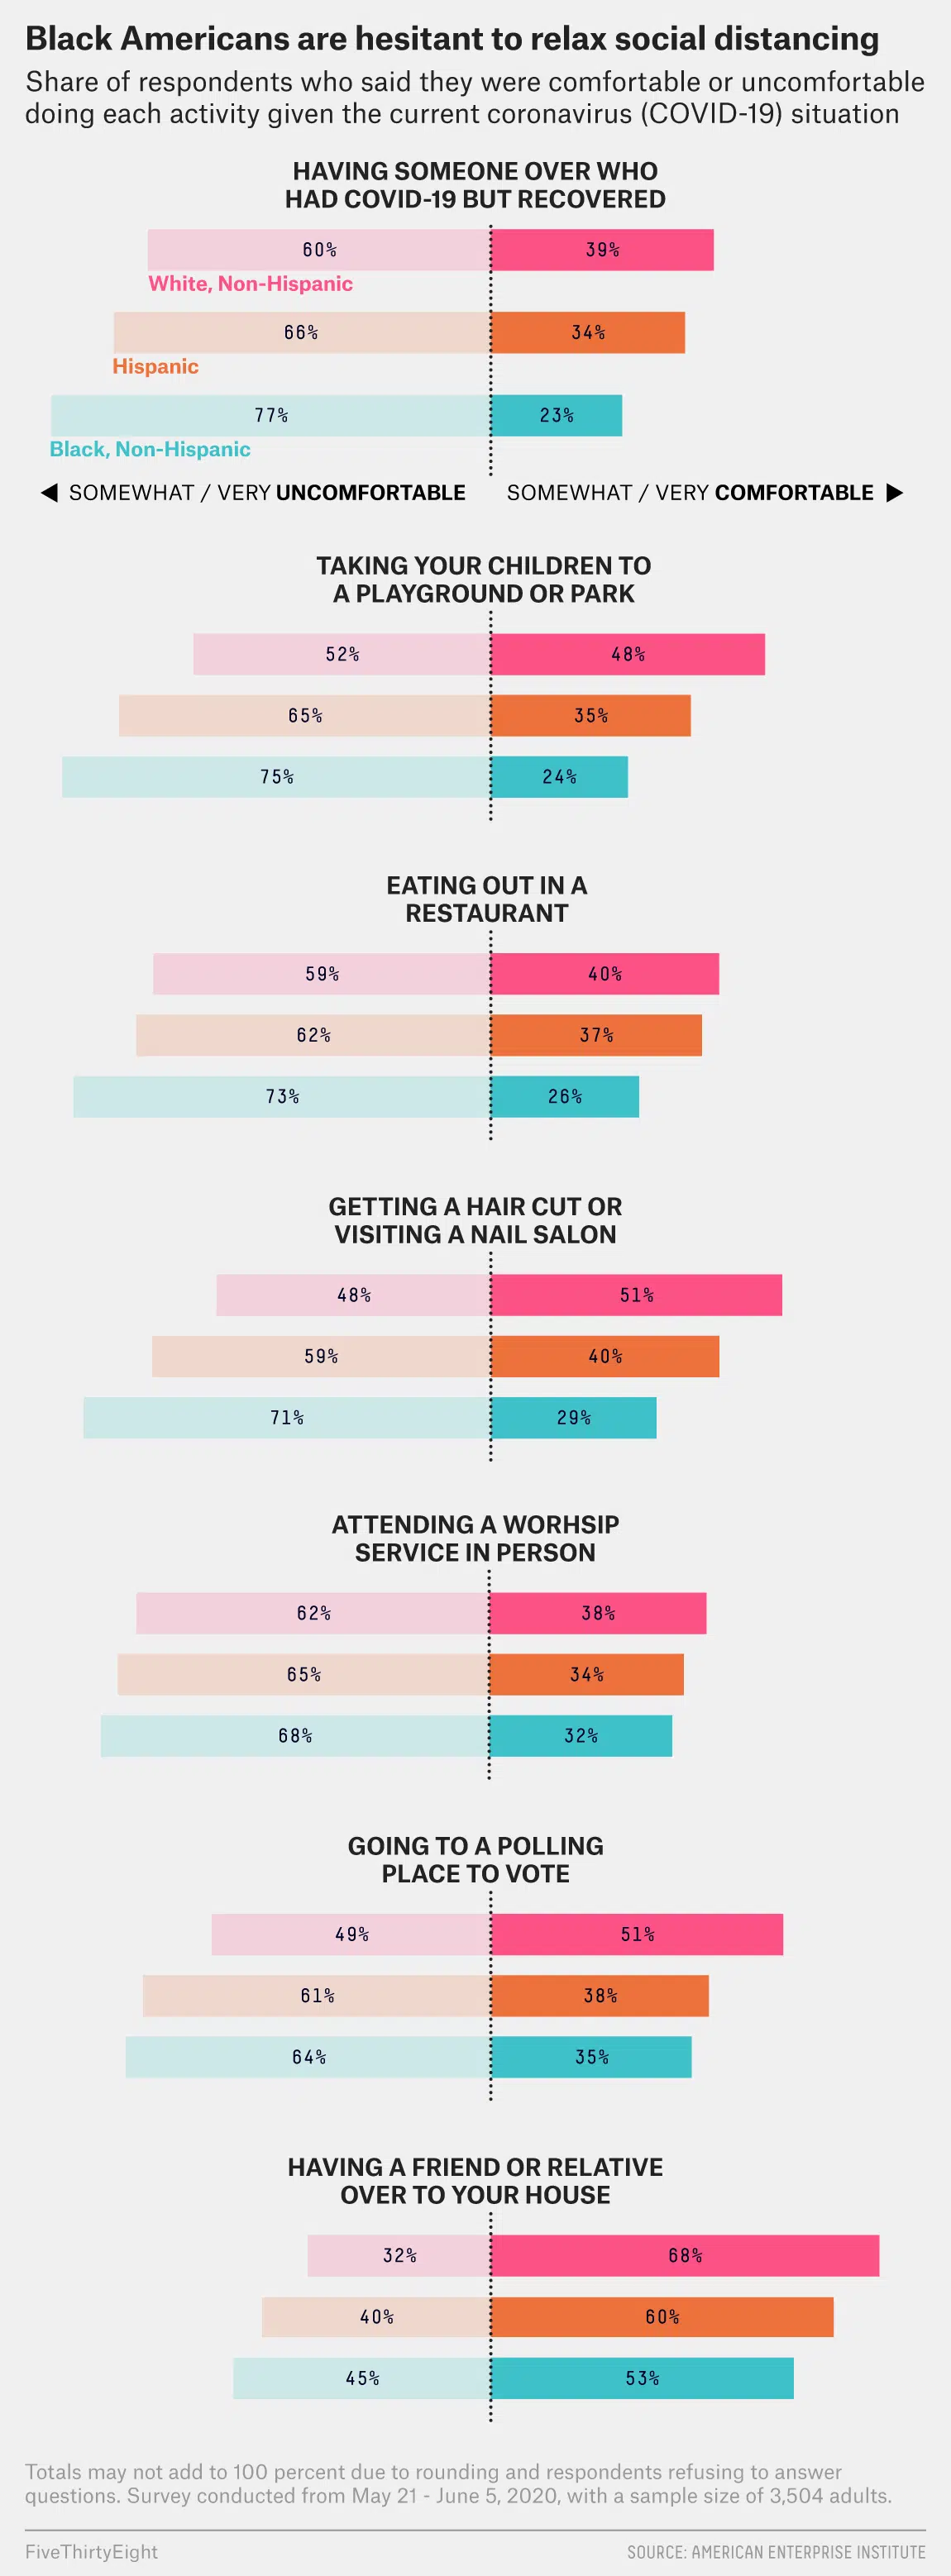 Black Americans are hesitant to relax social distancing
Share of respondents who said they were comfortable or uncomfortable
doing each activity given the current coronavirus (COVID-19) situation
HAVING SOMEONE OVER WHO
HAD COVID-19 BUT RECOVERED
60% 39%
White, Non-Hispanic
66% 34%
Hispanic
77% 23%
Black, Non-Hispanic
◀ SOMEWHAT / VERY UNCOMFORTABLE SOMEWHAT / VERY COMFORTABLE ▶
TAKING YOUR CHILDREN TO
A PLAYGROUND OR PARK
52% 48%
65% 35%
75% 24%
EATING OUT IN A
RESTAURANT
59% 40%
62% 37%
73% 26%
GETTING A HAIR CUT OR
VISITING A NAIL SALON
48% 51%
59% 40%
71% 29%
ATTENDING A WORHSIP
SERVICE IN PERSON
62% 38%
65% 34%
68% 32%
GOING TO A POLLING
PLACE TO VOTE
49% 51%
61% 38%
64% 35%
HAVING A FRIEND OR RELATIVE
OVER TO YOUR HOUSE
32% 68%
40% 60%
45% 53%
Totals may not add to 100 percent due to rounding and respondents refusing to answer
questions. Survey conducted from May 21 - June 5, 2020, with a sample size of 3,504 adults.
FiveThirtyEight SOURCE: AMERICAN ENTERPRISE INSTITUTE